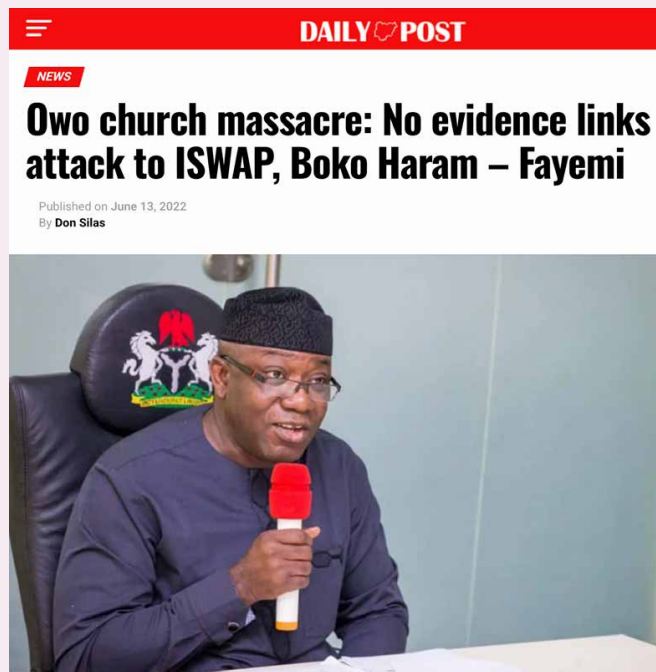 DAILY POST
NEWS
Owo church massacre: No evidence links
attack to ISWAP, Boko Haram – Fayemi
Published on June 13, 2022
By Don Silas